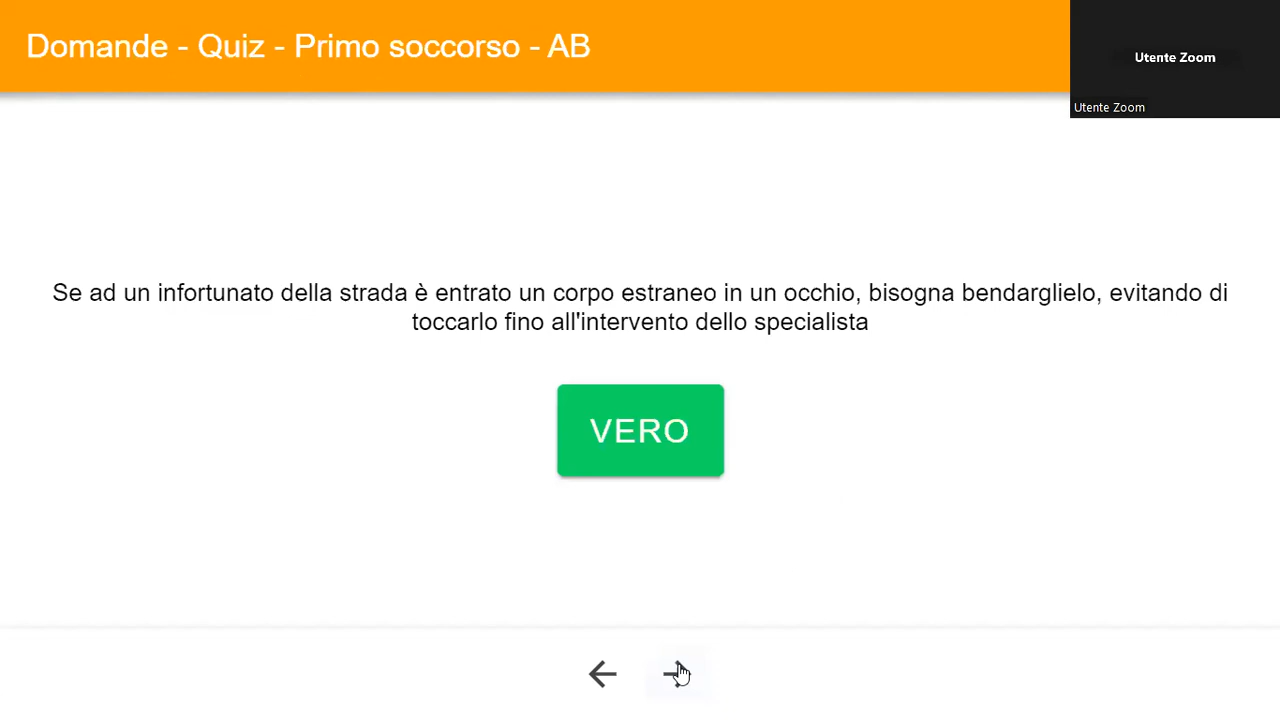 Domande - Quiz - Primo soccorso - AB
Utente Zoom
Utente Zoom
Se ad un infortunato della strada è entrato un corpo estraneo in un occhio, bisogna bendarglielo, evitando di
toccarlo fino all'intervento dello specialista
VERO